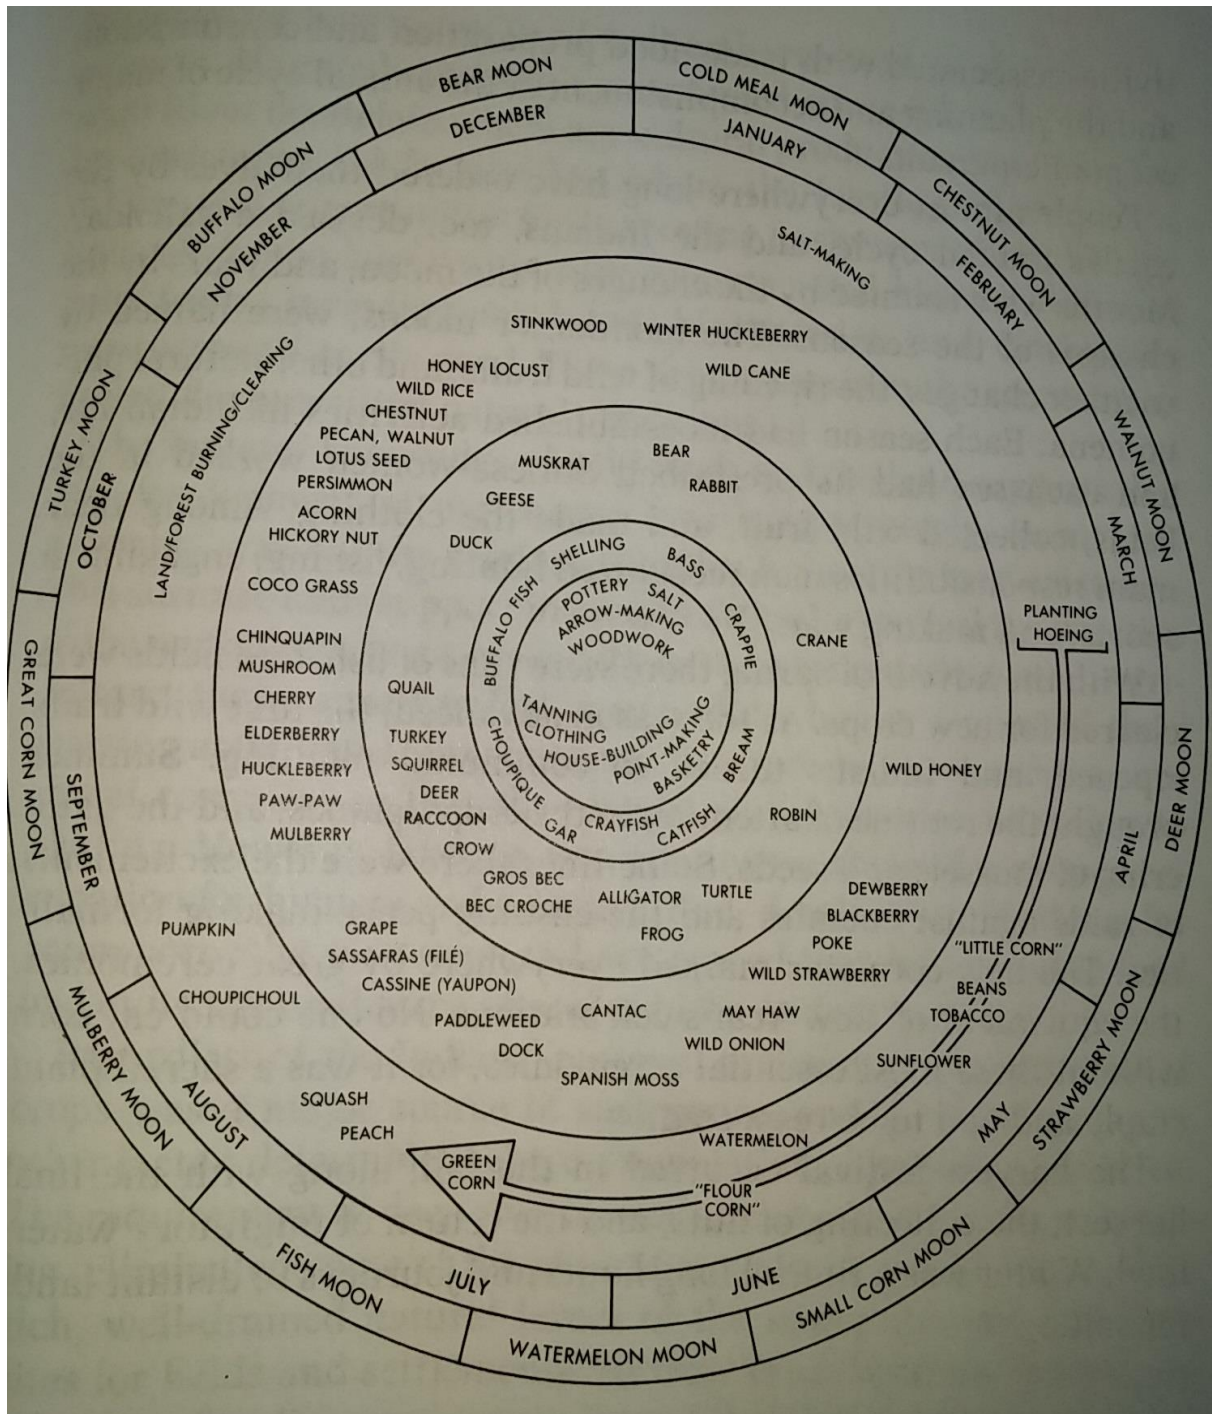 BEAR MOON
COLD MEAL MOON
CHESTNUT MOON
WALNUT MOON
DEER MOON
STRAWBERRY MOON
SMALL CORN MOON
WATERMELON MOON
FISH MOON
MULBERRY MOON
GREAT CORN MOON
TURKEY MOON
BUFFALO MOON
DECEMBER
JANUARY
FEBRUARY
MARCH
APRIL
MAY
JUNE
JULY
AUGUST
SEPTEMBER
OCTOBER
NOVEMBER
SALT-MAKING
LAND/FOREST BURNING/CLEARING
PLANTING
HOEING
"LITTLE CORN"
BEANS
TOBACCO
SUNFLOWER
WATERMELON
"FLOUR
CORN"
GREEN
CORN
PEACH
SQUASH
CHOUPICHOUL
PUMPKIN
STINKWOOD
WINTER HUCKLEBERRY
WILD CANE
HONEY LOCUST
WILD RICE
CHESTNUT
PECAN, WALNUT
LOTUS SEED
PERSIMMON
ACORN
HICKORY NUT
COCO GRASS
CHINQUAPIN
MUSHROOM
CHERRY
ELDERBERRY
HUCKLEBERRY
PAW-PAW
MULBERRY
GRAPE
SASSAFRAS (FILÉ)
CASSINE (YAUPON)
PADDLEWEED
DOCK
CANTAC
SPANISH MOSS
WILD ONION
MAY HAW
WILD STRAWBERRY
POKE
BLACKBERRY
DEWBERRY
WILD HONEY
MUSKRAT
BEAR
RABBIT
GEESE
DUCK
CRANE
QUAIL
TURKEY
SQUIRREL
DEER
RACCOON
CROW
GROS BEC
BEC CROCHE
ALLIGATOR
TURTLE
FROG
ROBIN
SHELLING
BASS
CRAPPIE
BREAM
CATFISH
CRAYFISH
GAR
CHOUPIQUE
BUFFALO FISH
POTTERY
SALT
ARROW-MAKING
WOODWORK
TANNING
CLOTHING
HOUSE-BUILDING
POINT-MAKING
BASKETRY